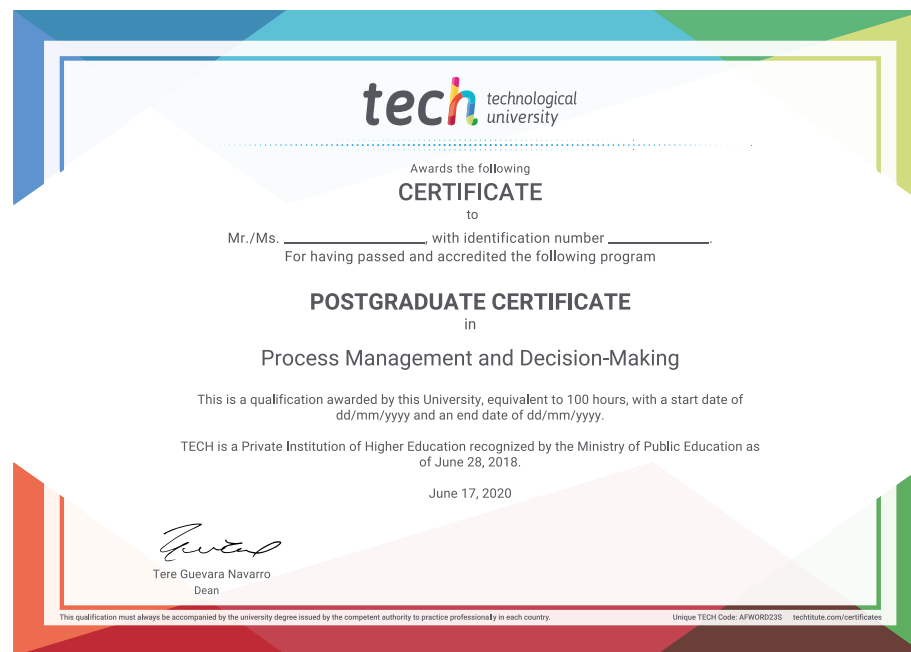 tech technological
university
Awards the following
CERTIFICATE
to
Mr./Ms. ____________________, with identification number ______________.
For having passed and accredited the following program
POSTGRADUATE CERTIFICATE
in
Process Management and Decision-Making
This is a qualification awarded by this University, equivalent to 100 hours, with a start date of
dd/mm/yyyy and an end date of dd/mm/yyyy.
TECH is a Private Institution of Higher Education recognized by the Ministry of Public Education as
of June 28, 2018.
June 17, 2020
Tere Guevara Navarro
Dean
This qualification must always be accompanied by the university degree issued by the competent authority to practice professionally in each country. Unique TECH Code: AFWORD23S techtitute.com/certificates